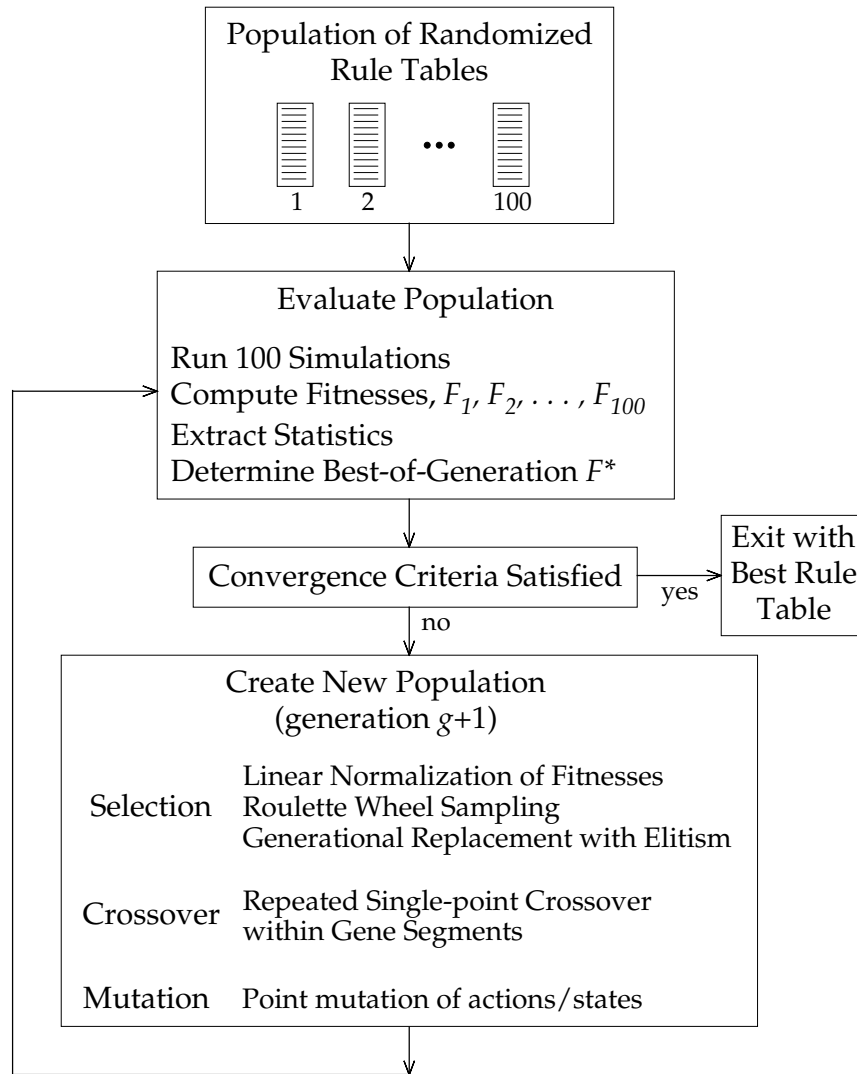 Population of Randomized
Rule Tables
...
1 2 100
Evaluate Population
Run 100 Simulations
Compute Fitnesses, F1, F2, . . . , F100
Extract Statistics
Determine Best-of-Generation F*
Convergence Criteria Satisfied
yes
Exit with
Best Rule
Table
no
Create New Population
(generation g+1)
Selection
Linear Normalization of Fitnesses
Roulette Wheel Sampling
Generational Replacement with Elitism
Crossover
Repeated Single-point Crossover
within Gene Segments
Mutation
Point mutation of actions/states